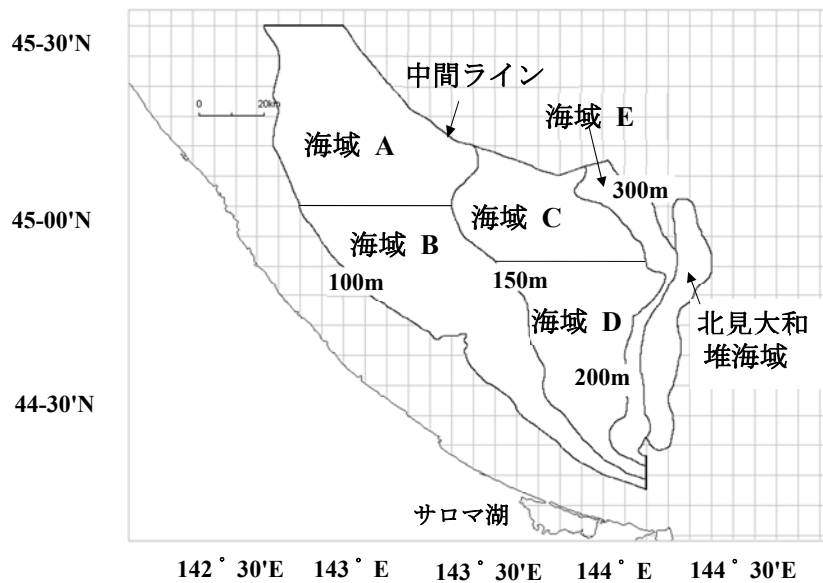 45-30'N
中間ライン
0 20km
海域 E
海域 A
300m
45-00'N
海域 C
海域 B
100m
150m
海域 D
北見大和
堆海域
200m
44-30'N
サロマ湖
142゜30'E 143゜E 143゜30'E 144゜E 144゜30'E